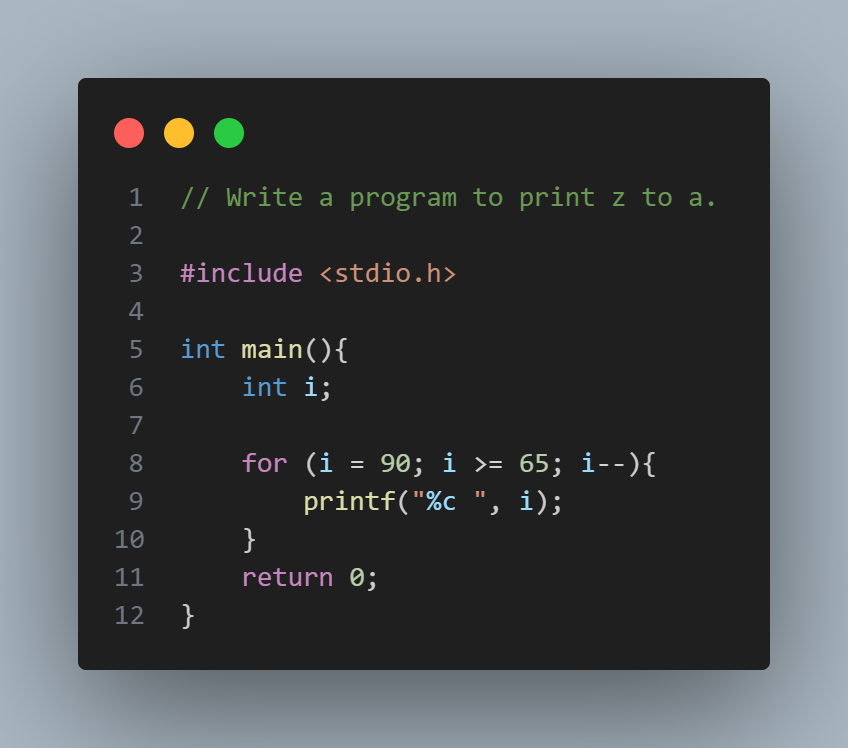 1 // Write a program to print z to a.
2
3 #include <stdio.h>
4
5 int main(){
6     int i;
7
8     for (i = 90; i >= 65; i--){
9         printf("%c ", i);
10     }
11     return 0;
12 }